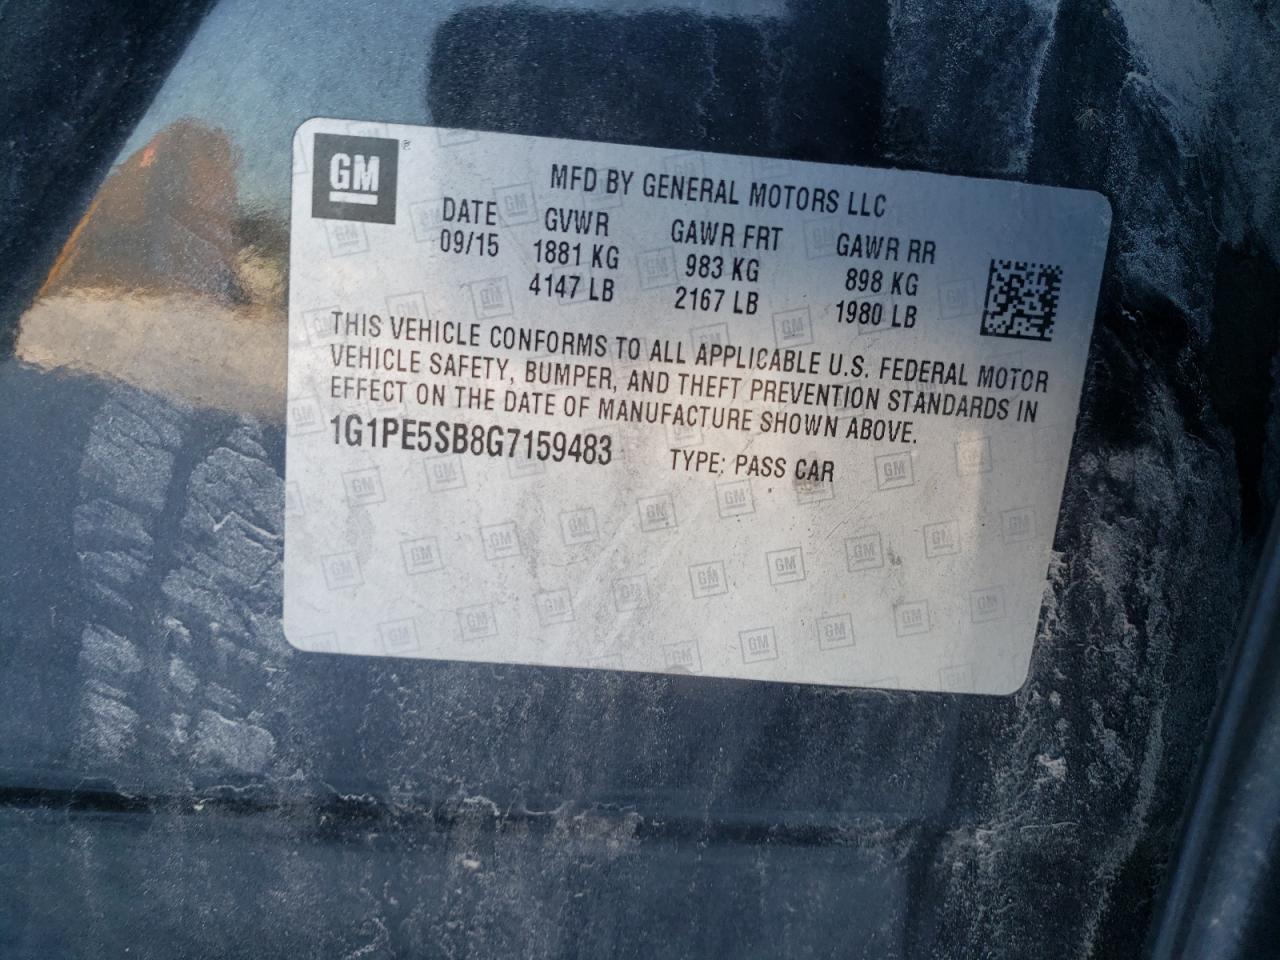 GM®
MFD BY GENERAL MOTORS LLC
DATE GVWR GAWR FRT GAWR RR
09/15 1881 KG 983 KG 898 KG
4147 LB 2167 LB 1980 LB
THIS VEHICLE CONFORMS TO ALL APPLICABLE U.S. FEDERAL MOTOR
VEHICLE SAFETY, BUMPER, AND THEFT PREVENTION STANDARDS IN
EFFECT ON THE DATE OF MANUFACTURE SHOWN ABOVE.
1G1PE5SB8G7159483 TYPE: PASS CAR